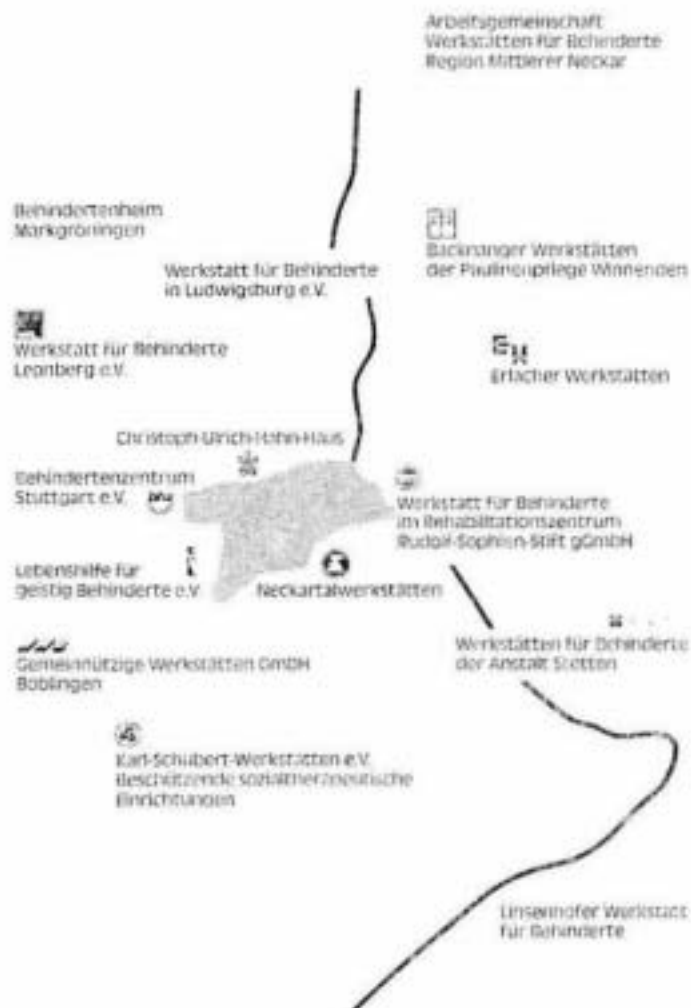 Arbeitsgemeinschaft
Werkstätten für Behinderte
Region Mittlerer Neckar
Behindertenheim
Markgröningen
Backnanger Werkstätten
der Paulinenpflege Winnenden
Werkstatt für Behinderte
in Ludwigsburg e.V.
Werkstatt für Behinderte
Leonberg e.V.
Erlacher Werkstätten
Christoph-Ulrich-Hahn-Haus
Behindertenzentrum
Stuttgart e.V.
Werkstatt für Behinderte
im Rehabilitationszentrum
Rudolf-Sophien-Stift gGmbH
Lebenshilfe für
geistig Behinderte e.V.
Neckartalwerkstätten
Werkstätten für Behinderte
der Anstalt Stetten
Gemeinnützige Werkstätten GmbH
Böblingen
Karl-Schubert-Werkstätten e.V.
Beschützende sozialtherapeutische
Einrichtungen
Linsenhofer Werkstatt
für Behinderte